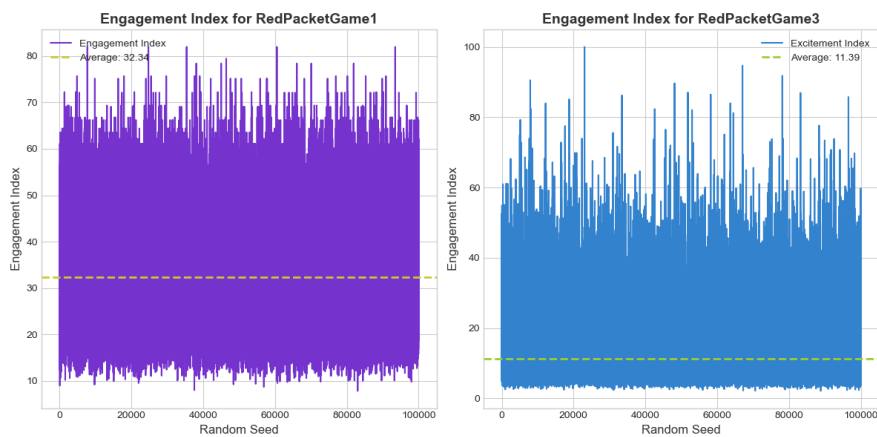 Engagement Index for RedPacketGame1
Engagement Index
Average: 32.34
80
70
60
50
40
30
20
10
Engagement Index
0
20000
40000
60000
80000
100000
Random Seed
Engagement Index for RedPacketGame3
Excitement Index
Average: 11.39
100
80
60
40
20
0
Engagement Index
0
20000
40000
60000
80000
100000
Random Seed